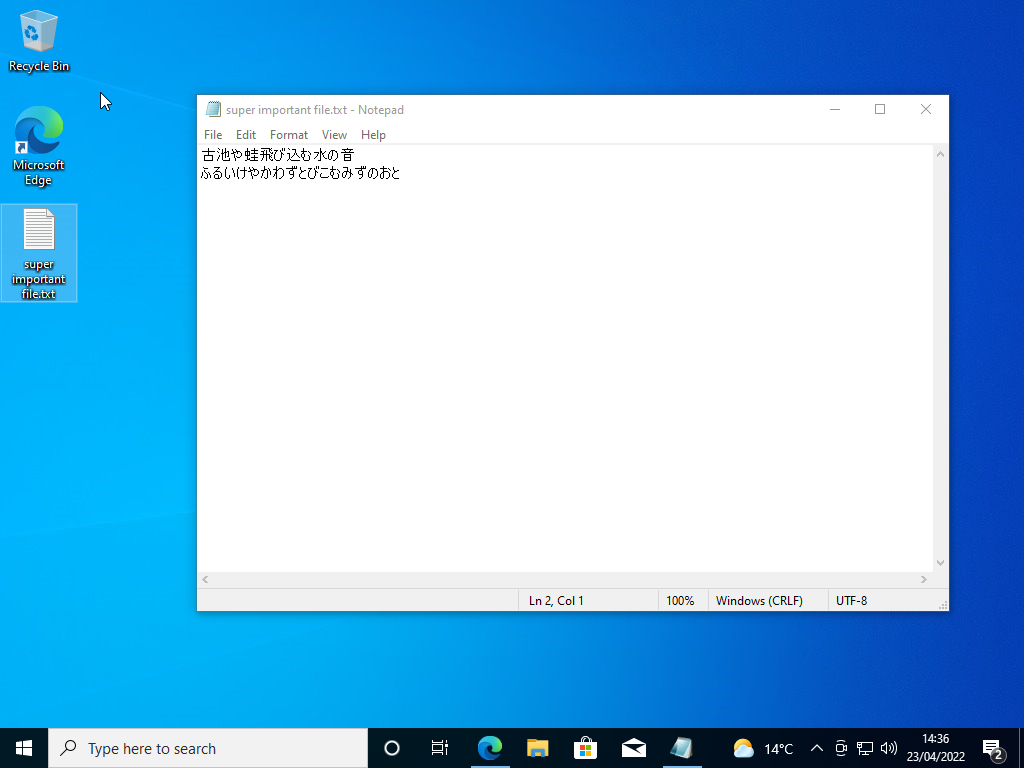 Recycle Bin
Microsoft
Edge
super
important
file.txt
super important file.txt - Notepad
File Edit Format View Help
古池や蛙飛び込む水の音
ふるいけやかわずとびこむみずのおと
Ln 2, Col 1 100% Windows (CRLF) UTF-8
Type here to search
14°C
14:36
23/04/2022
2